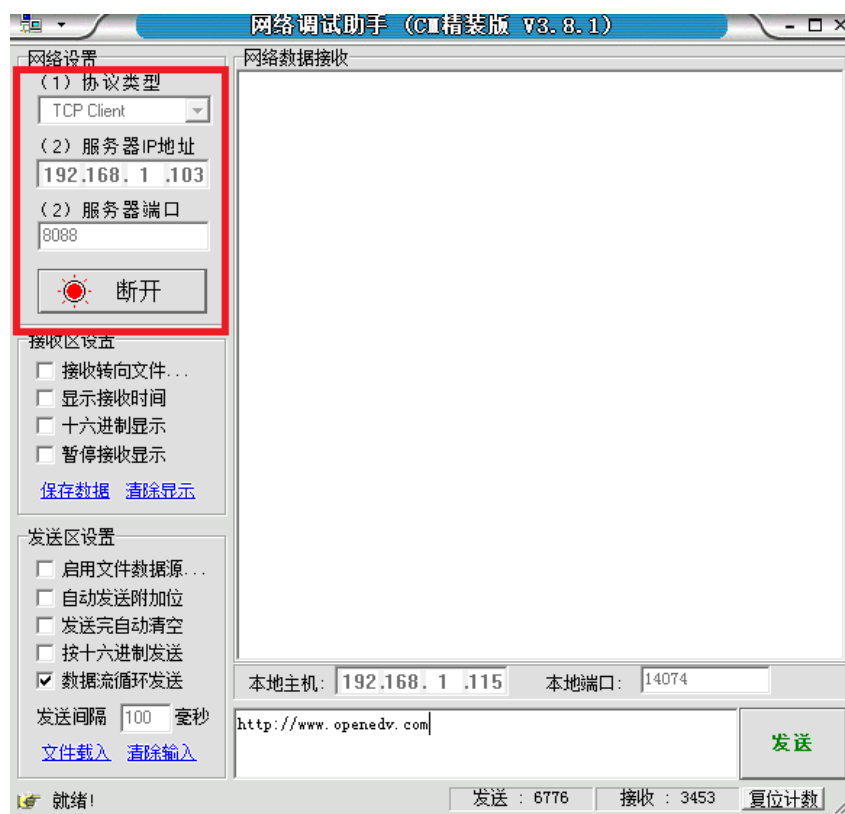 网络调试助手 (CM精装版 V3.8.1)
网络设置
(1) 协议类型
TCP Client
(2) 服务器IP地址
192.168. 1 .103
(2) 服务器端口
8088
断开
接收区设置
接收转向文件...
显示接收时间
十六进制显示
暂停接收显示
保存数据 清除显示
发送区设置
启用文件数据源...
自动发送附加位
发送完自动清空
按十六进制发送
数据流循环发送
发送间隔 100 毫秒
文件载入 清除输入
网络数据接收
本地主机: 192.168. 1 .115 本地端口: 14074
http://www.openedv.com
发送
就绪! 发送 : 6776 接收 : 3453 复位计数